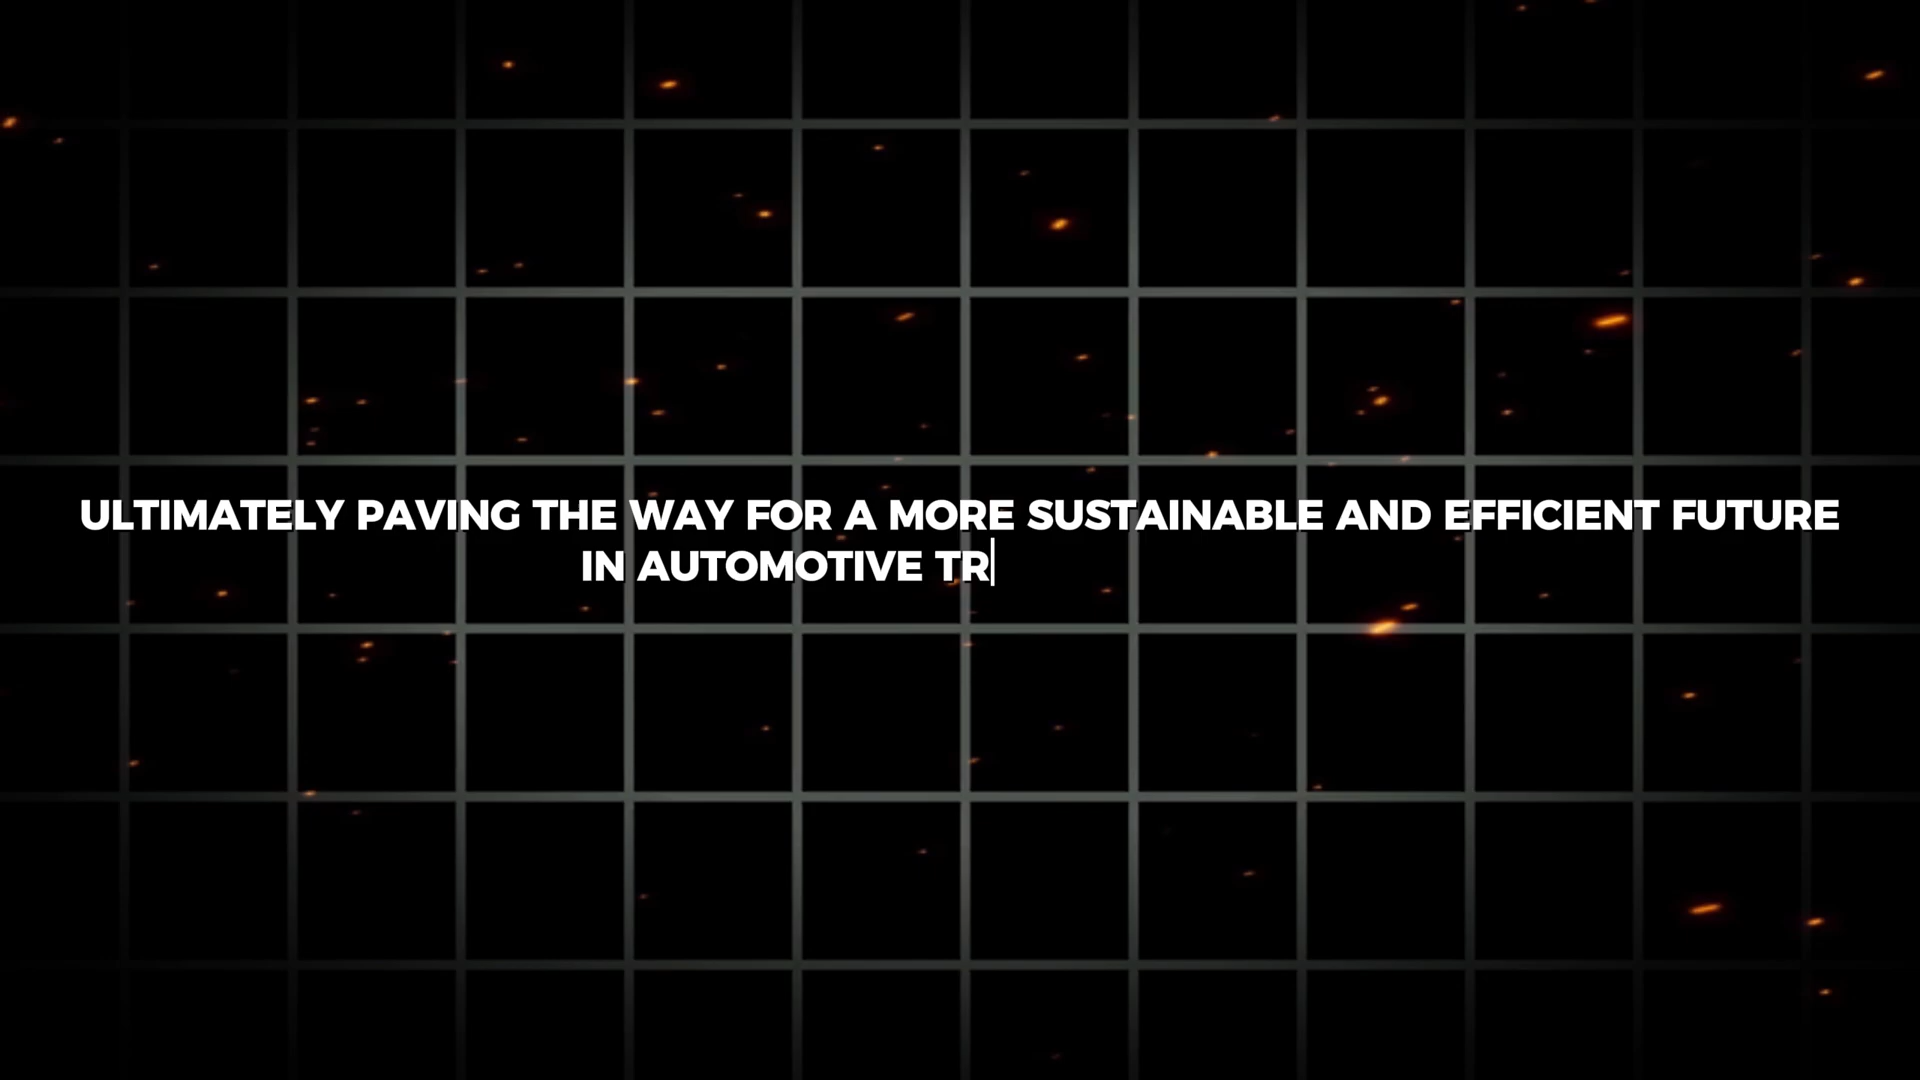 ULTIMATELY PAVING THE WAY FOR A MORE SUSTAINABLE AND EFFICIENT FUTURE
IN AUTOMOTIVE TR